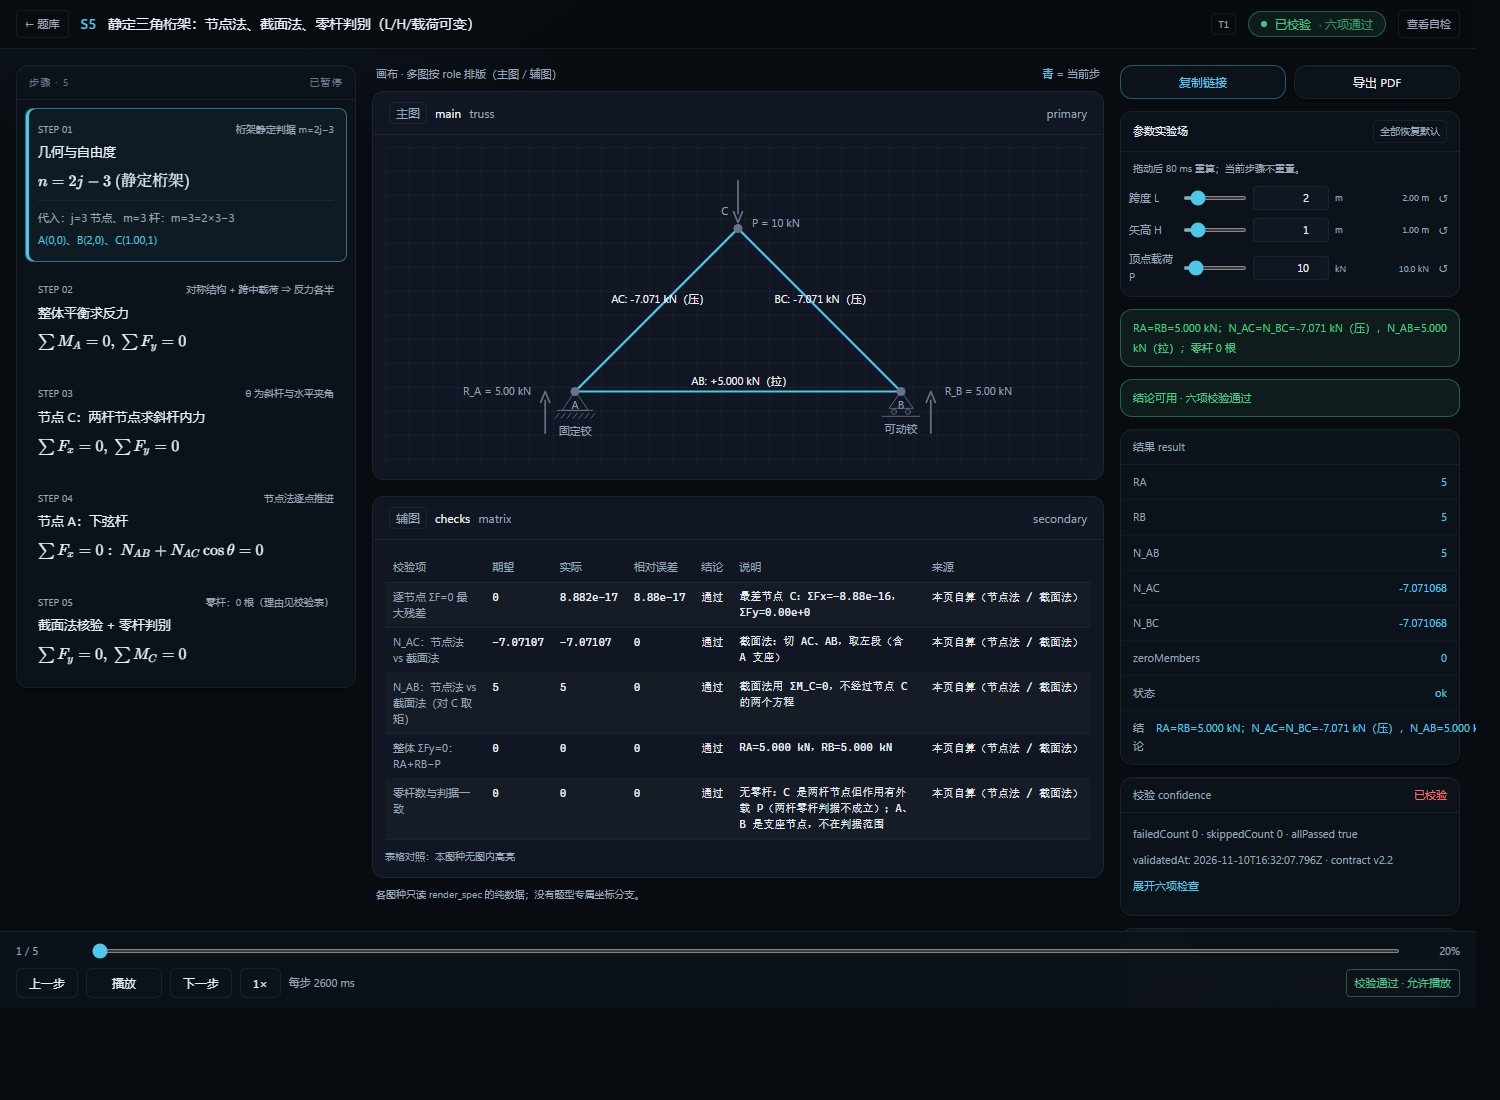 ← 题库
S5 静定三角桁架：节点法、截面法、零杆判别（L/H/载荷可变）
T1
已校验 · 六项通过
查看自检
步骤 · 5
已暂停
STEP 01
桁架静定判据 m=2j−3
几何与自由度
n = 2j − 3 (静定桁架)
代入：j=3 节点、m=3 杆：m=3=2×3−3
A(0,0)、B(2,0)、C(1.00,1)
STEP 02
对称结构 + 跨中载荷 ⇒ 反力各半
整体平衡求反力
∑ M_A = 0, ∑ F_y = 0
STEP 03
θ 为斜杆与水平夹角
节点 C：两杆节点求斜杆内力
∑ F_x = 0, ∑ F_y = 0
STEP 04
节点法逐点推进
节点 A：下弦杆
∑ F_x = 0 : N_AB + N_AC cos θ = 0
STEP 05
零杆：0 根（理由见校验表）
截面法核验 + 零杆判别
∑ F_y = 0, ∑ M_C = 0
画布 · 多图按 role 排版（主图 / 辅图）
青 = 当前步
主图 main truss
primary
C
P = 10 kN
AC: -7.071 kN（压）
BC: -7.071 kN（压）
AB: +5.000 kN（拉）
R_A = 5.00 kN
A
固定铰
B
可动铰
R_B = 5.00 kN
辅图 checks matrix
secondary
校验项 期望 实际 相对误差 结论 说明 来源
逐节点 ΣF=0 最大残差 0 8.882e-17 8.88e-17 通过 最差节点 C：ΣFx=-8.88e-16，ΣFy=0.00e+0 本页自算（节点法 / 截面法）
N_AC：节点法 vs 截面法 -7.07107 -7.07107 0 通过 截面法：切 AC、AB，取左段（含 A 支座） 本页自算（节点法 / 截面法）
N_AB：节点法 vs 截面法（对 C 取矩） 5 5 0 通过 截面法用 ΣM_C=0，不经过节点 C 的两个方程 本页自算（节点法 / 截面法）
整体 ΣFy=0：RA+RB−P 0 0 0 通过 RA=5.000 kN，RB=5.000 kN 本页自算（节点法 / 截面法）
零杆数与判据一致 0 0 0 通过 无零杆：C 是两杆节点但作用有外载 P（两杆零杆判据不成立）；A、B 是支座节点，不在判据范围 本页自算（节点法 / 截面法）
表格对照：本图种无图内高亮
各图种只读 render_spec 的纯数据；没有题型专属坐标分支。
复制链接
导出 PDF
参数实验场
全部恢复默认
拖动后 80 ms 重算；当前步骤不重置。
跨度 L 2 m 2.00 m ↺
矢高 H 1 m 1.00 m ↺
顶点载荷 P 10 kN 10.0 kN ↺
RA=RB=5.000 kN；N_AC=N_BC=-7.071 kN（压），N_AB=5.000
kN（拉）；零杆 0 根
结论可用 · 六项校验通过
结果 result
RA 5
RB 5
N_AB 5
N_AC -7.071068
N_BC -7.071068
zeroMembers 0
状态 ok
结论 RA=RB=5.000 kN；N_AC=N_BC=-7.071 kN（压），N_AB=5.000
校验 confidence
已校验
failedCount 0 · skippedCount 0 · allPassed true
validatedAt: 2026-11-10T16:32:07.796Z · contract v2.2
展开六项检查
1 / 5
20%
上一步
播放
下一步
1×
每步 2600 ms
校验通过 · 允许播放